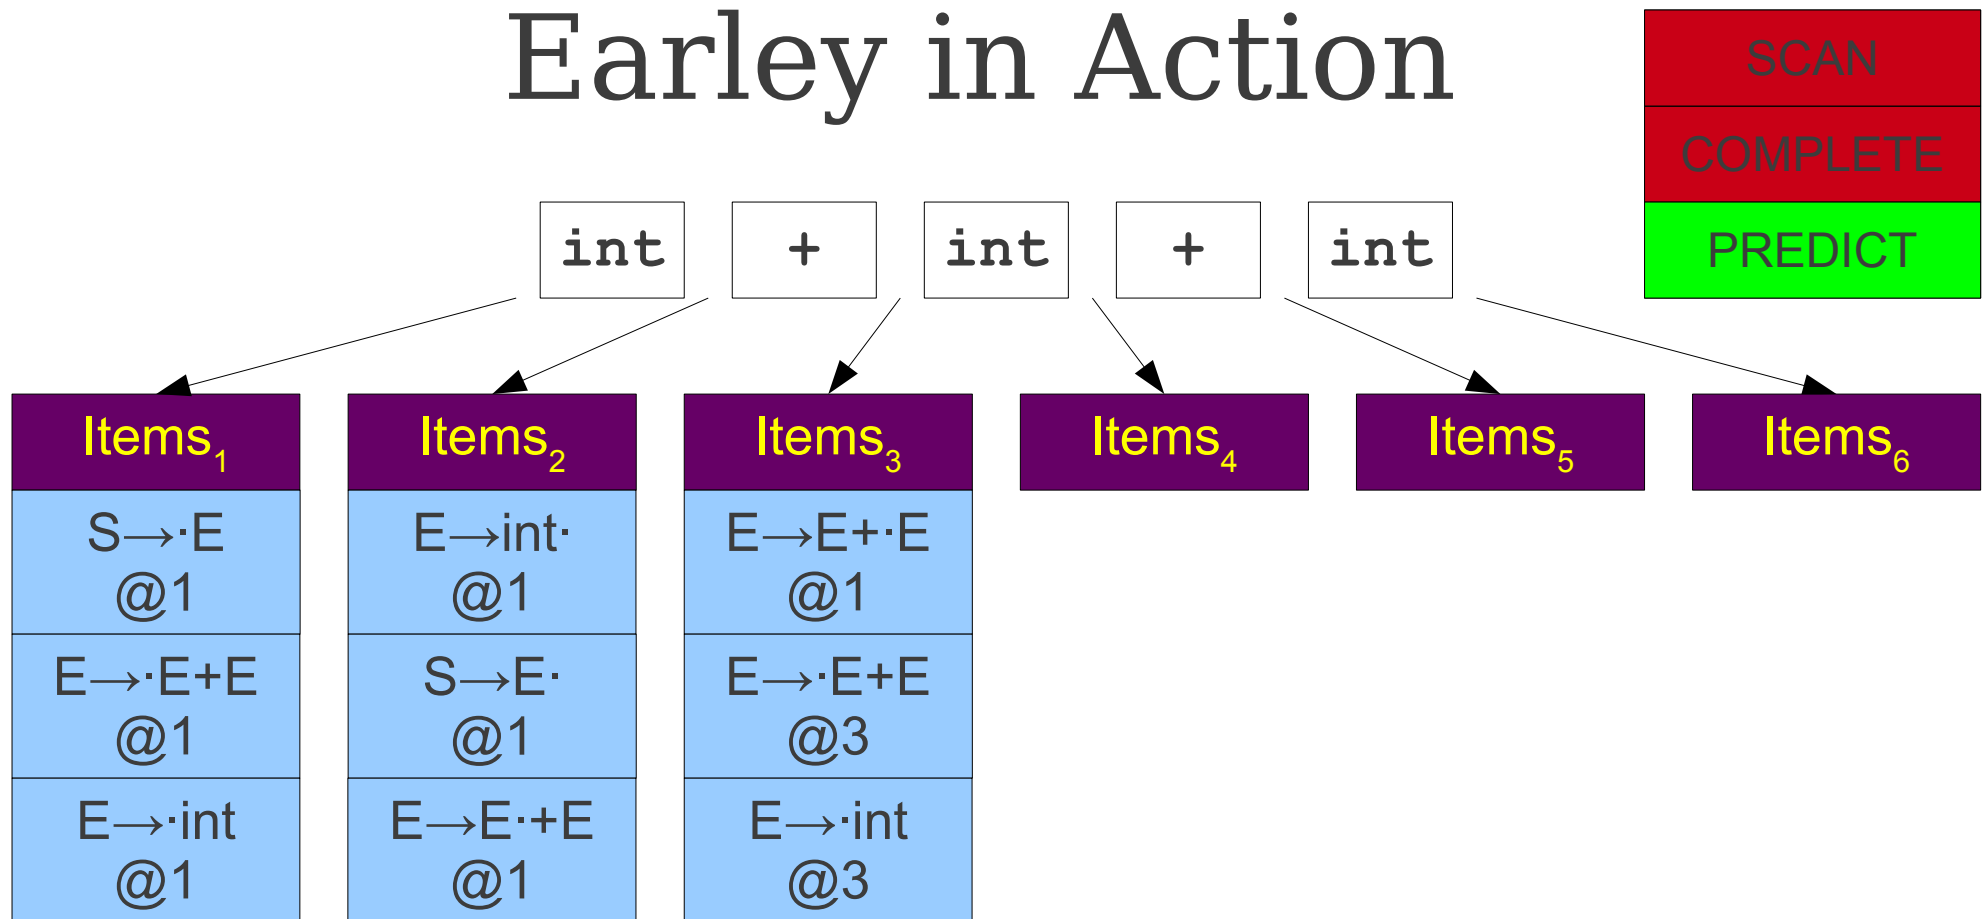 Earley in Action
SCAN
COMPLETE
PREDICT
int + int + int
Items₁ Items₂ Items₃ Items₄ Items₅ Items₆
S→·E E→int· E→E+·E
@1 @1 @1
E→·E+E S→E· E→·E+E
@1 @1 @3
E→·int E→E·+E E→·int
@1 @1 @3